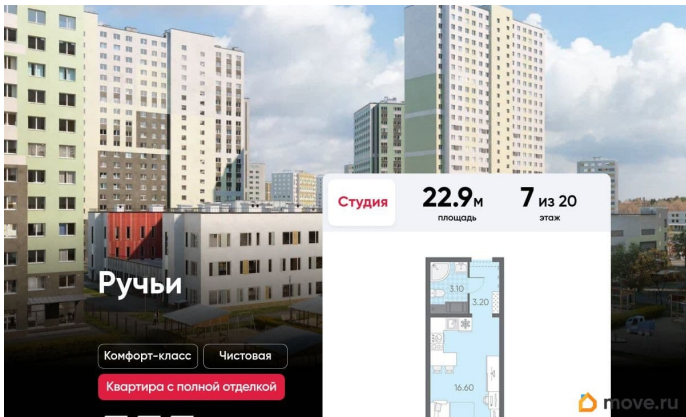 Студия
22.9м
площадь
7 из 20
этаж
3.10
3.20
Ручьи
Комфорт-класс
Чистовая
Квартира с полной отделкой
16.60
move.ru